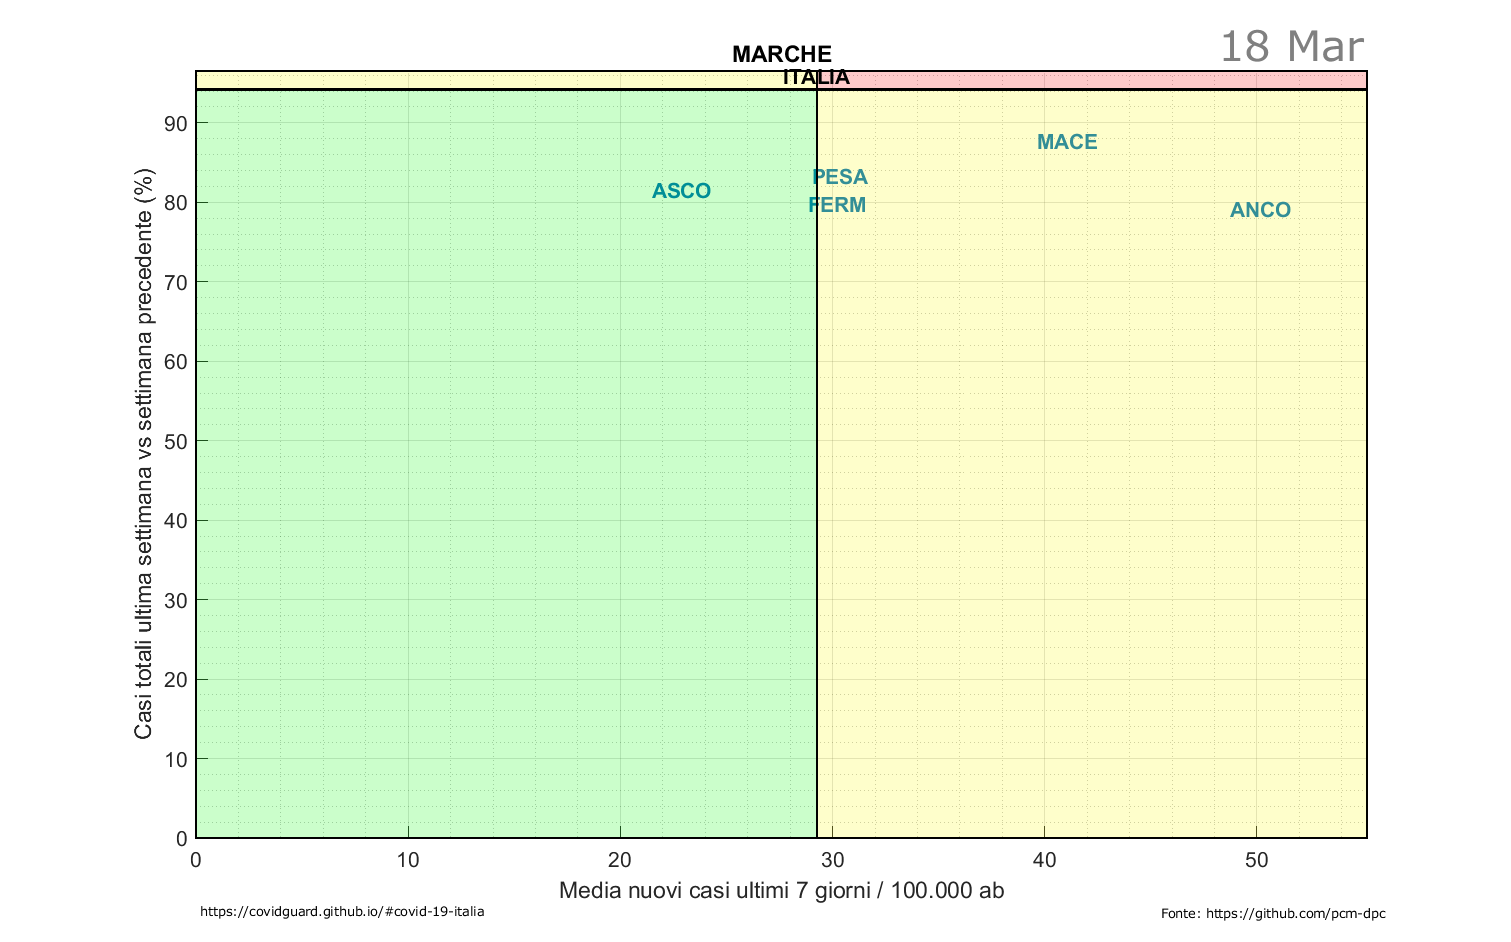 18 Mar
MARCHE
ITALIA
Casi totali ultima settimana vs settimana precedente (%)
90
MACE
PESA
ASCO
80
FERM
ANCO
70
60
50
40
30
20
10
0
0 10 20 30 40 50
Media nuovi casi ultimi 7 giorni / 100.000 ab
https://covidguard.github.io/#covid-19-italia
Fonte: https://github.com/pcm-dpc